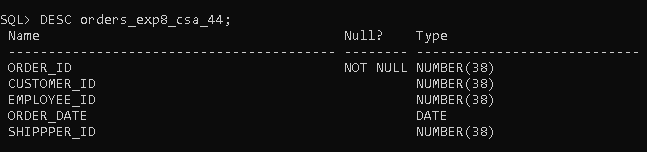 SQL> DESC orders_exp8_csa_44;
Name Null? Type
----------------------------------------- -------- ----------------------------
ORDER_ID NOT NULL NUMBER(38)
CUSTOMER_ID NUMBER(38)
EMPLOYEE_ID NUMBER(38)
ORDER_DATE DATE
SHIPPPER_ID NUMBER(38)